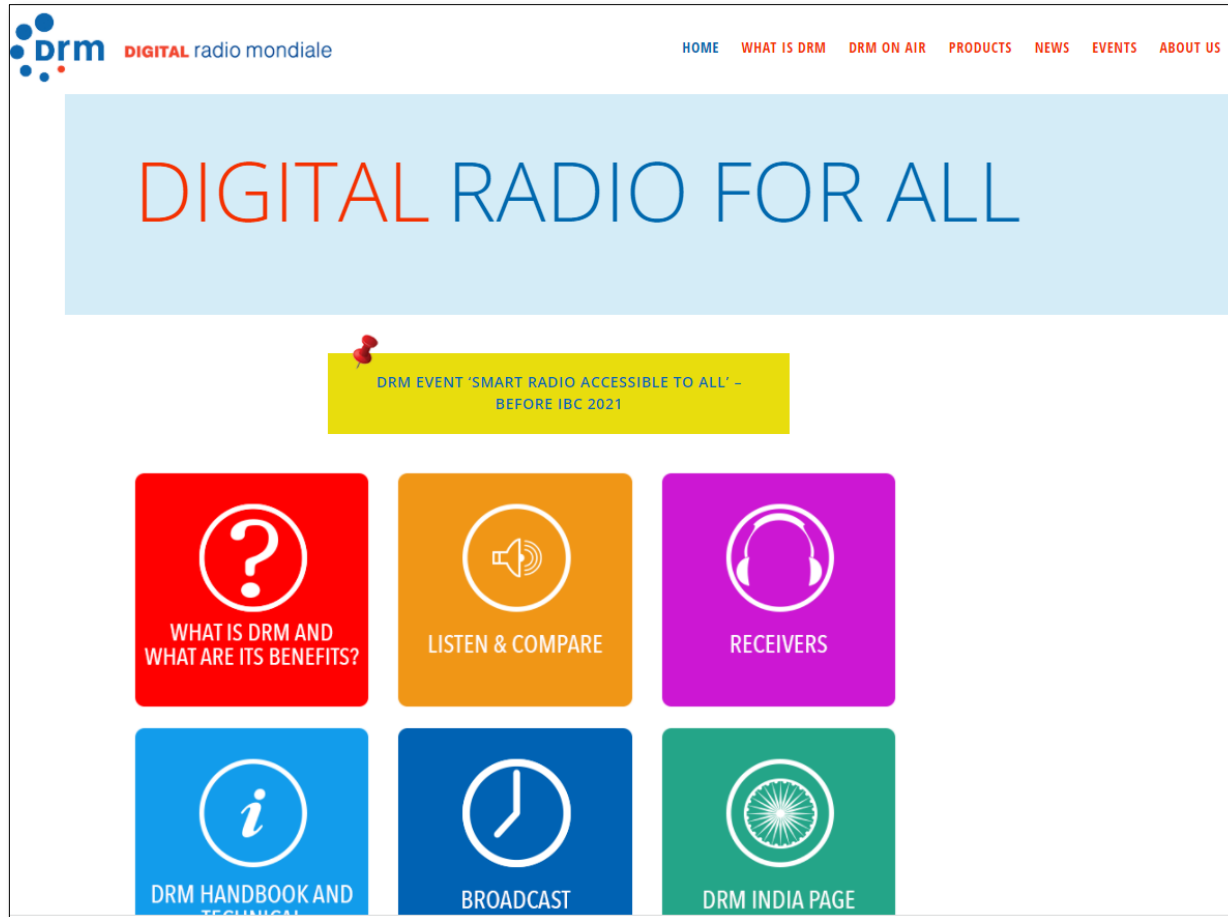 Drm DIGITAL radio mondiale
HOME WHAT IS DRM DRM ON AIR PRODUCTS NEWS EVENTS ABOUT US
DIGITAL RADIO FOR ALL
DRM EVENT ‘SMART RADIO ACCESSIBLE TO ALL’ –
BEFORE IBC 2021
WHAT IS DRM AND
WHAT ARE ITS BENEFITS?
LISTEN & COMPARE
RECEIVERS
DRM HANDBOOK AND
TECHNICAL
BROADCAST
DRM INDIA PAGE